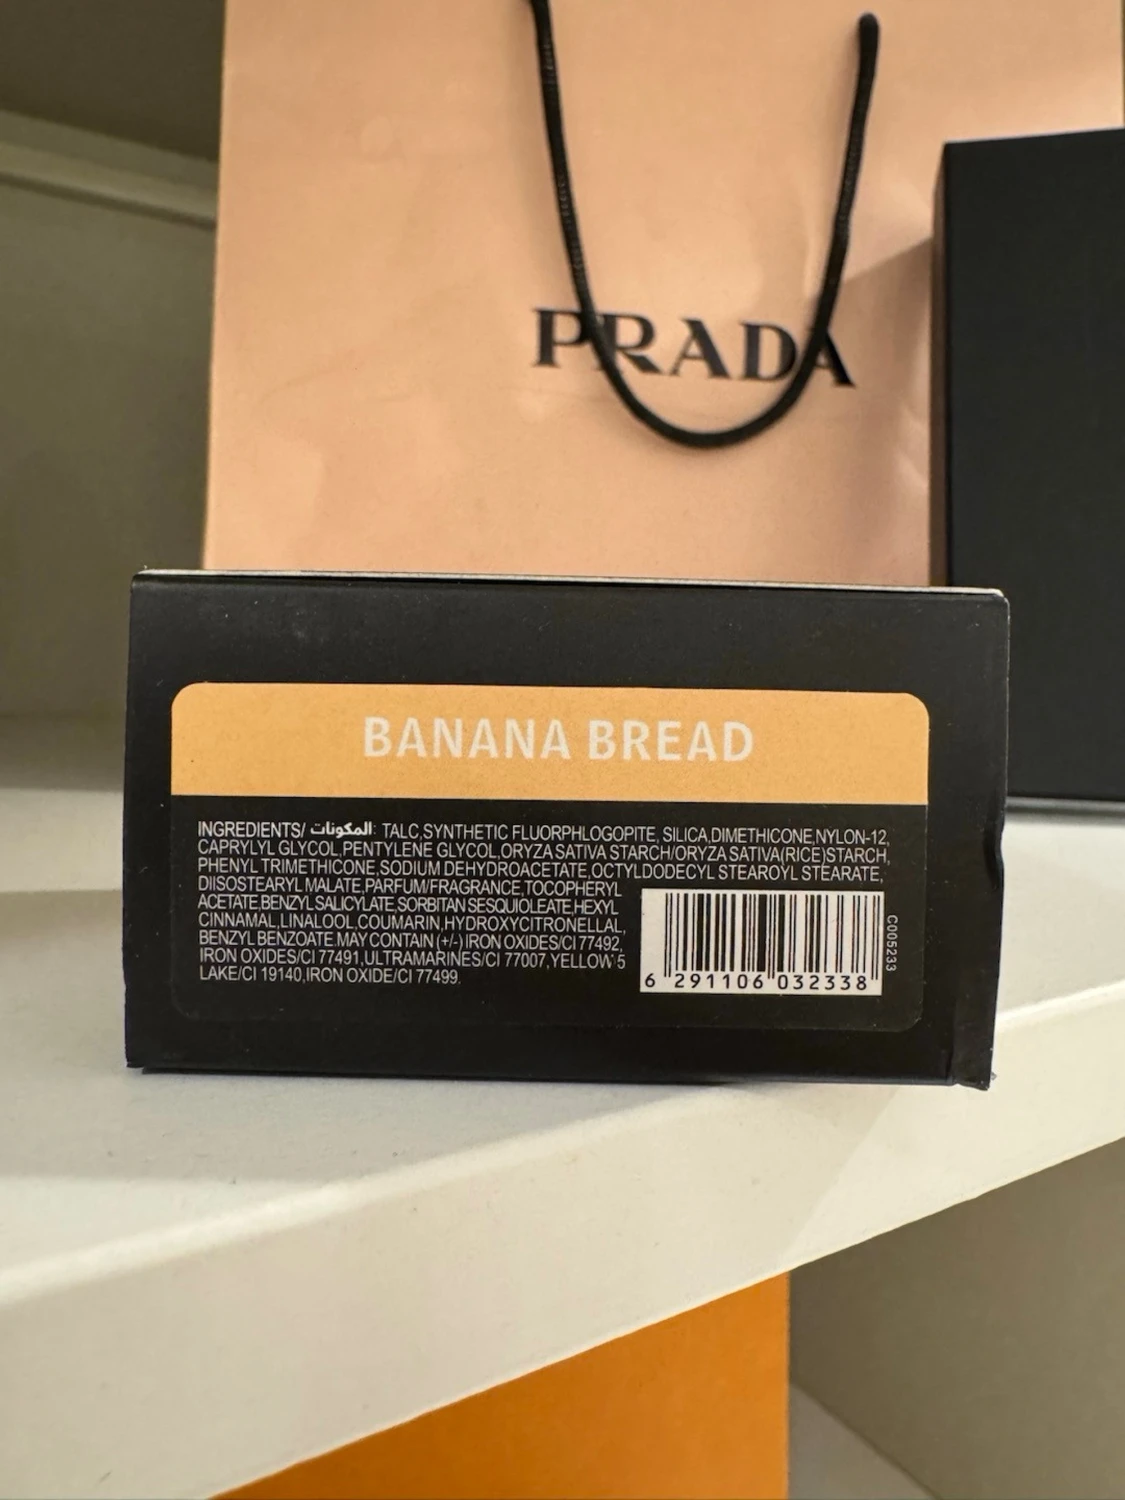 PRADA
BANANA BREAD
INGREDIENTS/ المكونات: TALC,SYNTHETIC FLUORPHLOGOPITE, SILICA,DIMETHICONE,NYLON-12,
CAPRYLYL GLYCOL,PENTYLENE GLYCOL,ORYZA SATIVA STARCH/ORYZA SATIVA(RICE)STARCH,
PHENYL TRIMETHICONE,SODIUM DEHYDROACETATE,OCTYLDODECYL STEAROYL STEARATE,
DIISOSTEARYL MALATE,PARFUM/FRAGRANCE,TOCOPHERYL
ACETATE,BENZYL SALICYLATE,SORBITAN SESQUIOLEATE,HEXYL
CINNAMAL,LINALOOL,COUMARIN,HYDROXYCITRONELLAL,
BENZYL BENZOATE.MAY CONTAIN (+/-) IRON OXIDES/CI 77492,
IRON OXIDES/CI 77491,ULTRAMARINES/CI 77007,YELLOW 5
LAKE/CI 19140,IRON OXIDE/CI 77499.
6 291106 032338
C005233